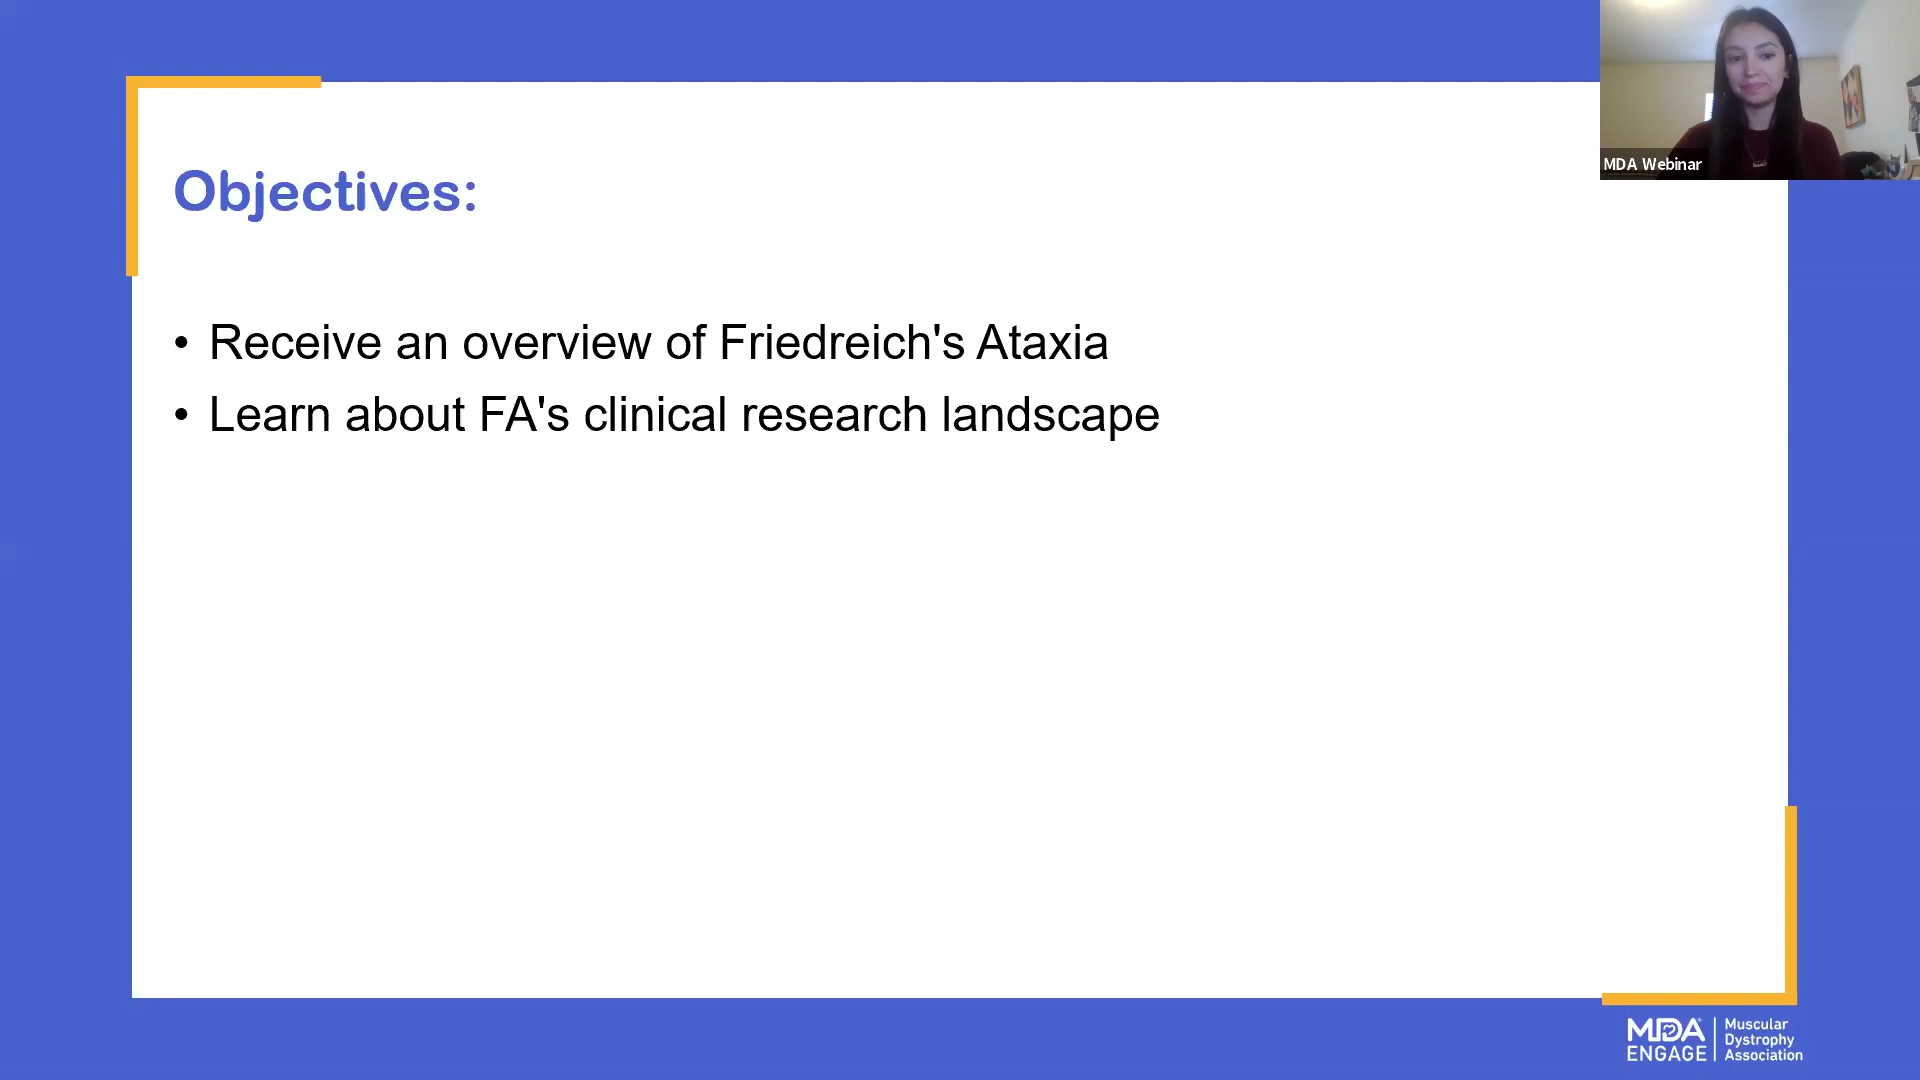 MDA Webinar
Objectives:
• Receive an overview of Friedreich's Ataxia
• Learn about FA's clinical research landscape
MDA
ENGAGE
Muscular
Dystrophy
Association